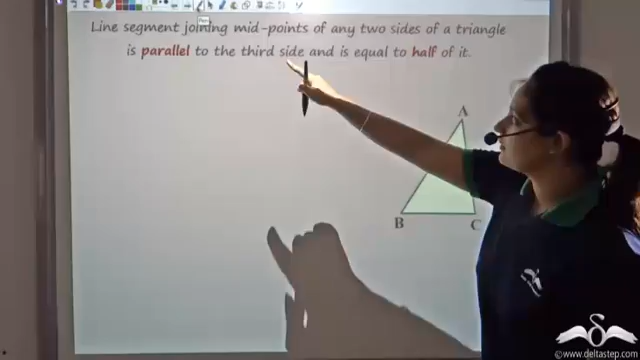 Line segment joining mid-points of any two sides of a triangle
is parallel to the third side and is equal to half of it.
A
B
C
©www.deltastep.com